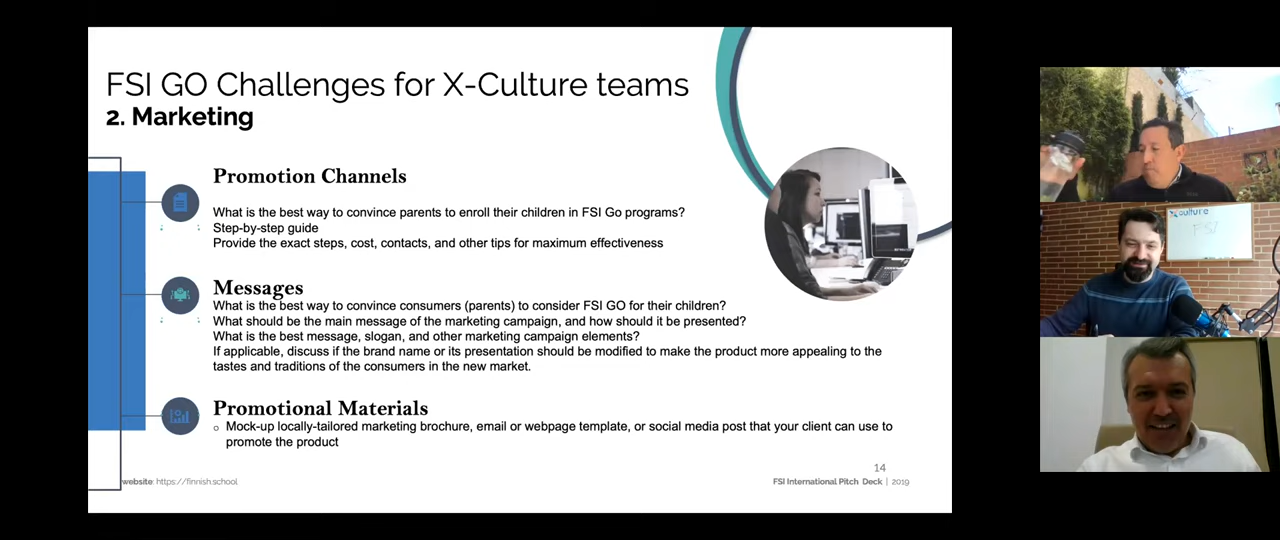 FSI GO Challenges for X-Culture teams
2. Marketing
Promotion Channels
What is the best way to convince parents to enroll their children in FSI Go programs?
Step-by-step guide
Provide the exact steps, cost, contacts, and other tips for maximum effectiveness
Messages
What is the best way to convince consumers (parents) to consider FSI GO for their children?
What should be the main message of the marketing campaign, and how should it be presented?
What is the best message, slogan, and other marketing campaign elements?
If applicable, discuss if the brand name or its presentation should be modified to make the product more appealing to the
tastes and traditions of the consumers in the new market.
Promotional Materials
Mock-up locally-tailored marketing brochure, email or webpage template, or social media post that your client can use to
promote the product
14
website: https://finnish.school
FSI International Pitch Deck | 2019
Xculture
FSI